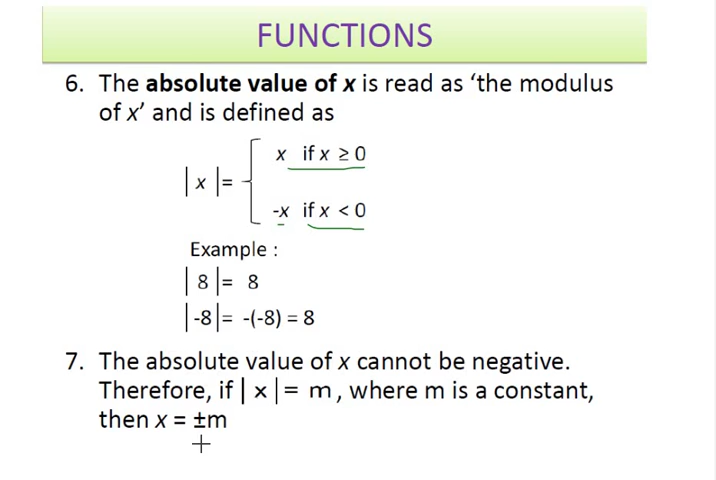 FUNCTIONS
6. The absolute value of x is read as ‘the modulus
of x’ and is defined as
x if x ≥ 0
| x |=
-x if x < 0
Example :
| 8 |= 8
| -8 |= -(-8) = 8
7. The absolute value of x cannot be negative.
Therefore, if | x |= m, where m is a constant,
then x = ±m